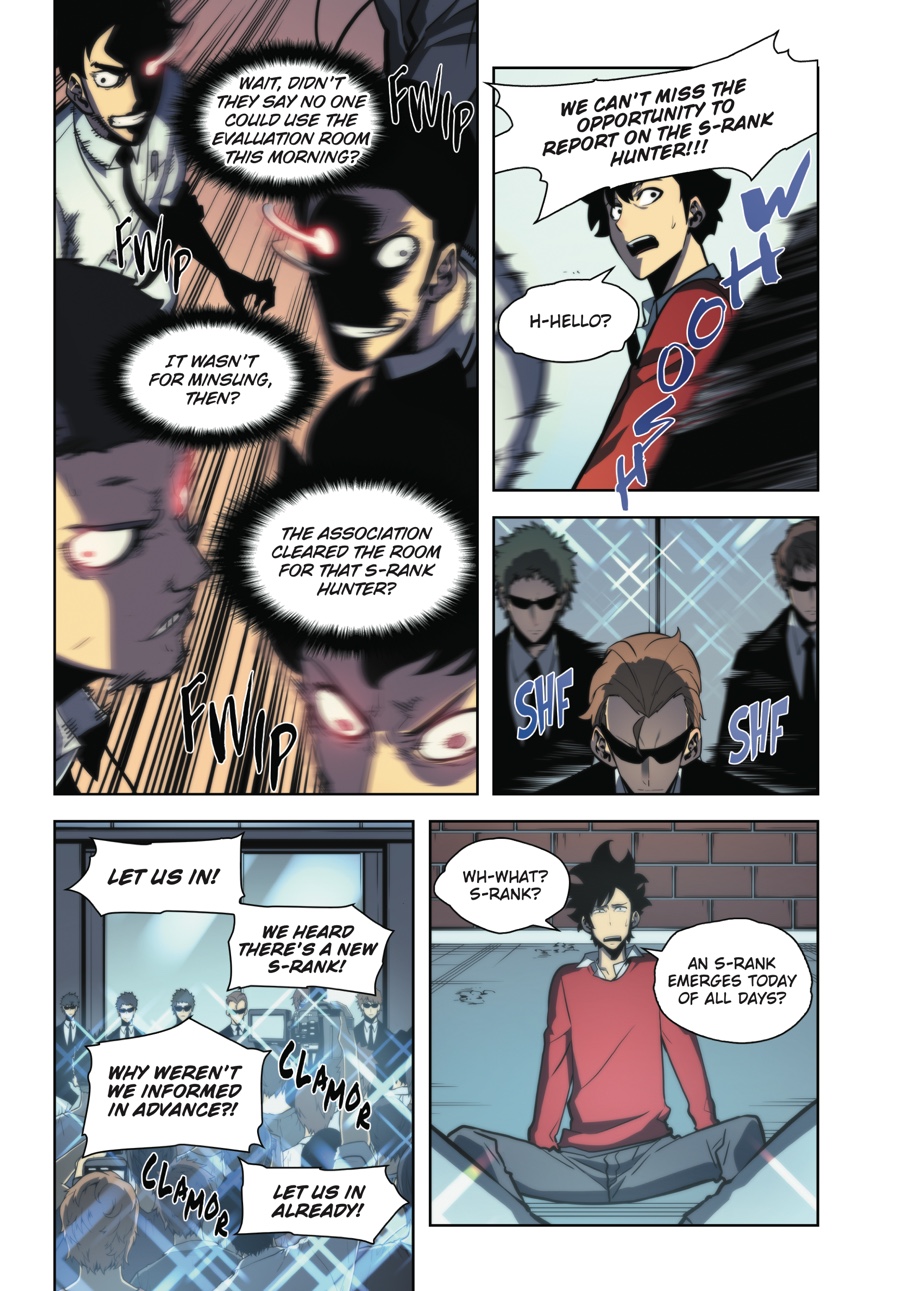 WAIT, DIDN'T
THEY SAY NO ONE
COULD USE THE
EVALUATION ROOM
THIS MORNING?
FWIP
FWIP
IT WASN'T
FOR MINSUNG,
THEN?
THE ASSOCIATION
CLEARED THE ROOM
FOR THAT S-RANK
HUNTER?
FWIP
WE CAN'T MISS THE
OPPORTUNITY TO
REPORT ON THE S-RANK
HUNTER!!!
H-HELLO?
HSOOHW
SHF
SHF
LET US IN!
WE HEARD
THERE'S A NEW
S-RANK!
WHY WEREN'T
WE INFORMED
IN ADVANCE?!
CLAMOR
CLAMOR
LET US IN
ALREADY!
WH-WHAT?
S-RANK?
AN S-RANK
EMERGES TODAY
OF ALL DAYS?